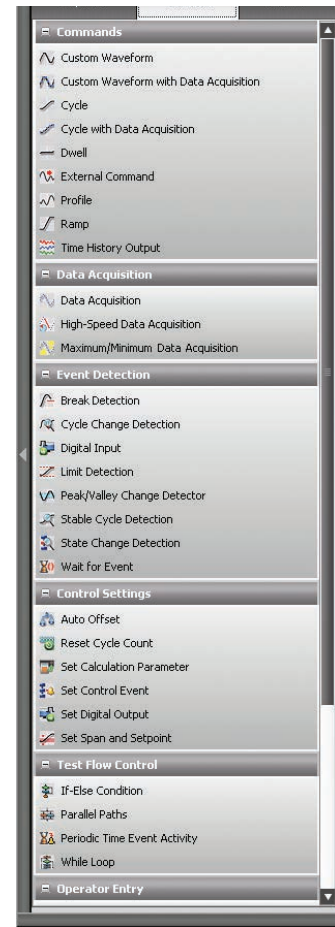 Commands
Custom Waveform
Custom Waveform with Data Acquisition
Cycle
Cycle with Data Acquisition
Dwell
External Command
Profile
Ramp
Time History Output
Data Acquisition
Data Acquisition
High-Speed Data Acquisition
Maximum/Minimum Data Acquisition
Event Detection
Break Detection
Cycle Change Detection
Digital Input
Limit Detection
Peak/Valley Change Detector
Stable Cycle Detection
State Change Detection
Wait for Event
Control Settings
Auto Offset
Reset Cycle Count
Set Calculation Parameter
Set Control Event
Set Digital Output
Set Span and Setpoint
Test Flow Control
If-Else Condition
Parallel Paths
Periodic Time Event Activity
While Loop
Operator Entry